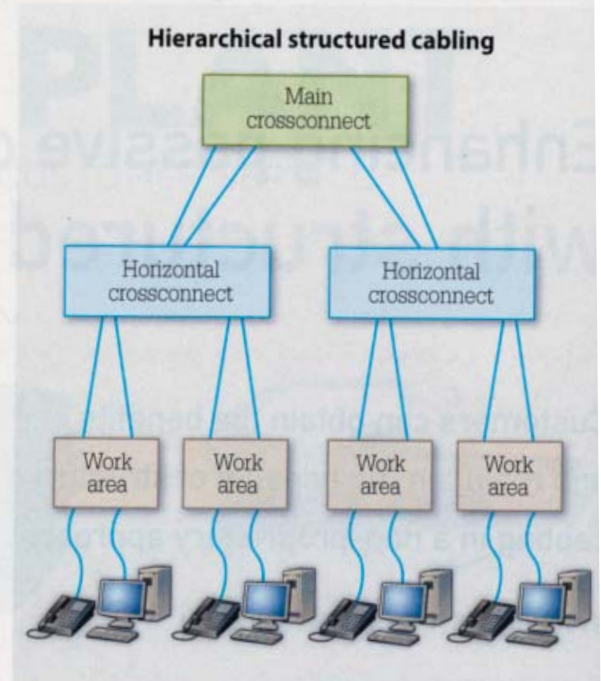 Hierarchical structured cabling
Main
crossconnect
Horizontal
crossconnect
Horizontal
crossconnect
Work
area
Work
area
Work
area
Work
area